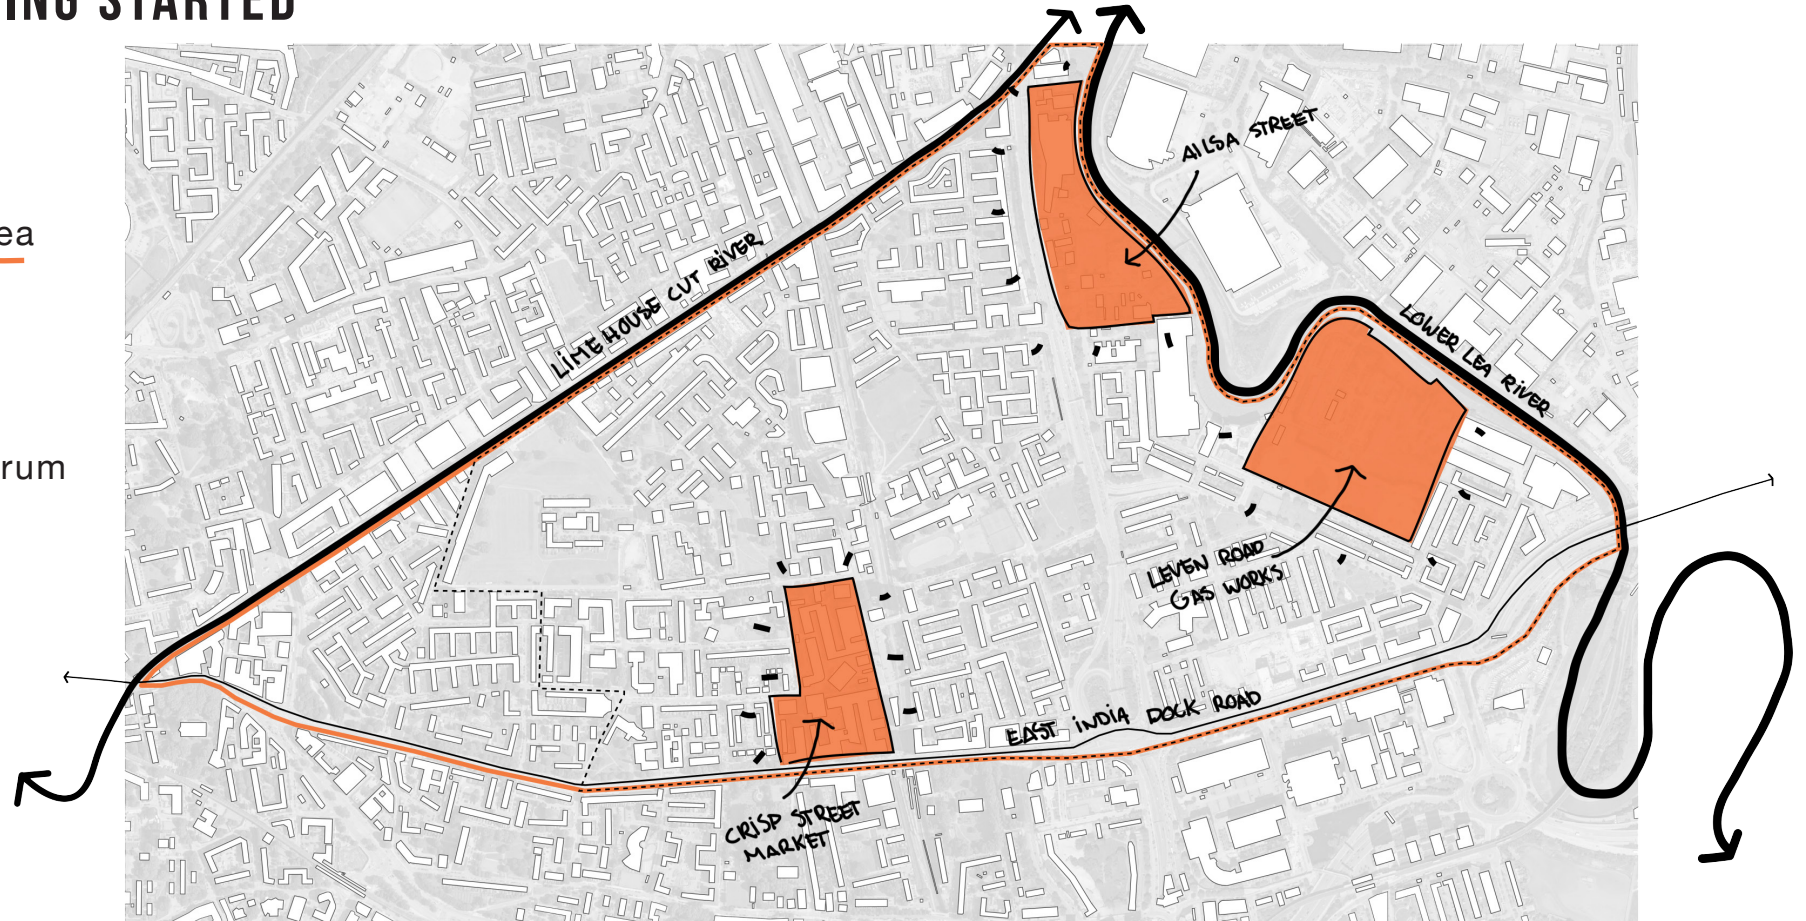 ING STARTED
ea
rum
AILSA STREET
LIMEHOUSE CUT RIVER
LOWER LEA RIVER
LEVEN ROAD
GAS WORKS
EAST INDIA DOCK ROAD
CRISP STREET
MARKET